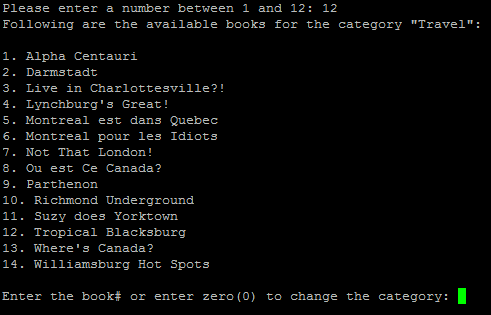 Please enter a number between 1 and 12: 12
Following are the available books for the category "Travel":
1. Alpha Centauri
2. Darmstadt
3. Live in Charlottesville?!
4. Lynchburg's Great!
5. Montreal est dans Quebec
6. Montreal pour les Idiots
7. Not That London!
8. Ou est Ce Canada?
9. Parthenon
10. Richmond Underground
11. Suzy does Yorktown
12. Tropical Blacksburg
13. Where's Canada?
14. Williamsburg Hot Spots
Enter the book# or enter zero(0) to change the category: